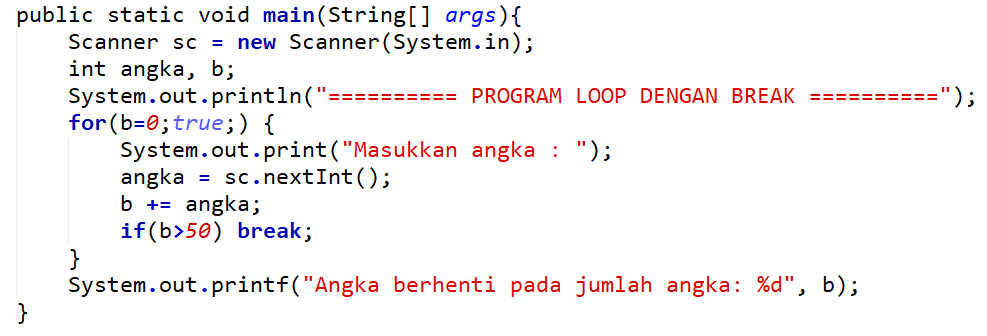 public static void main(String[] args){
Scanner sc = new Scanner(System.in);
int angka, b;
System.out.println("========== PROGRAM LOOP DENGAN BREAK ==========");
for(b=0;true;) {
System.out.print("Masukkan angka : ");
angka = sc.nextInt();
b += angka;
if(b>50) break;
}
System.out.printf("Angka berhenti pada jumlah angka: %d", b);
}